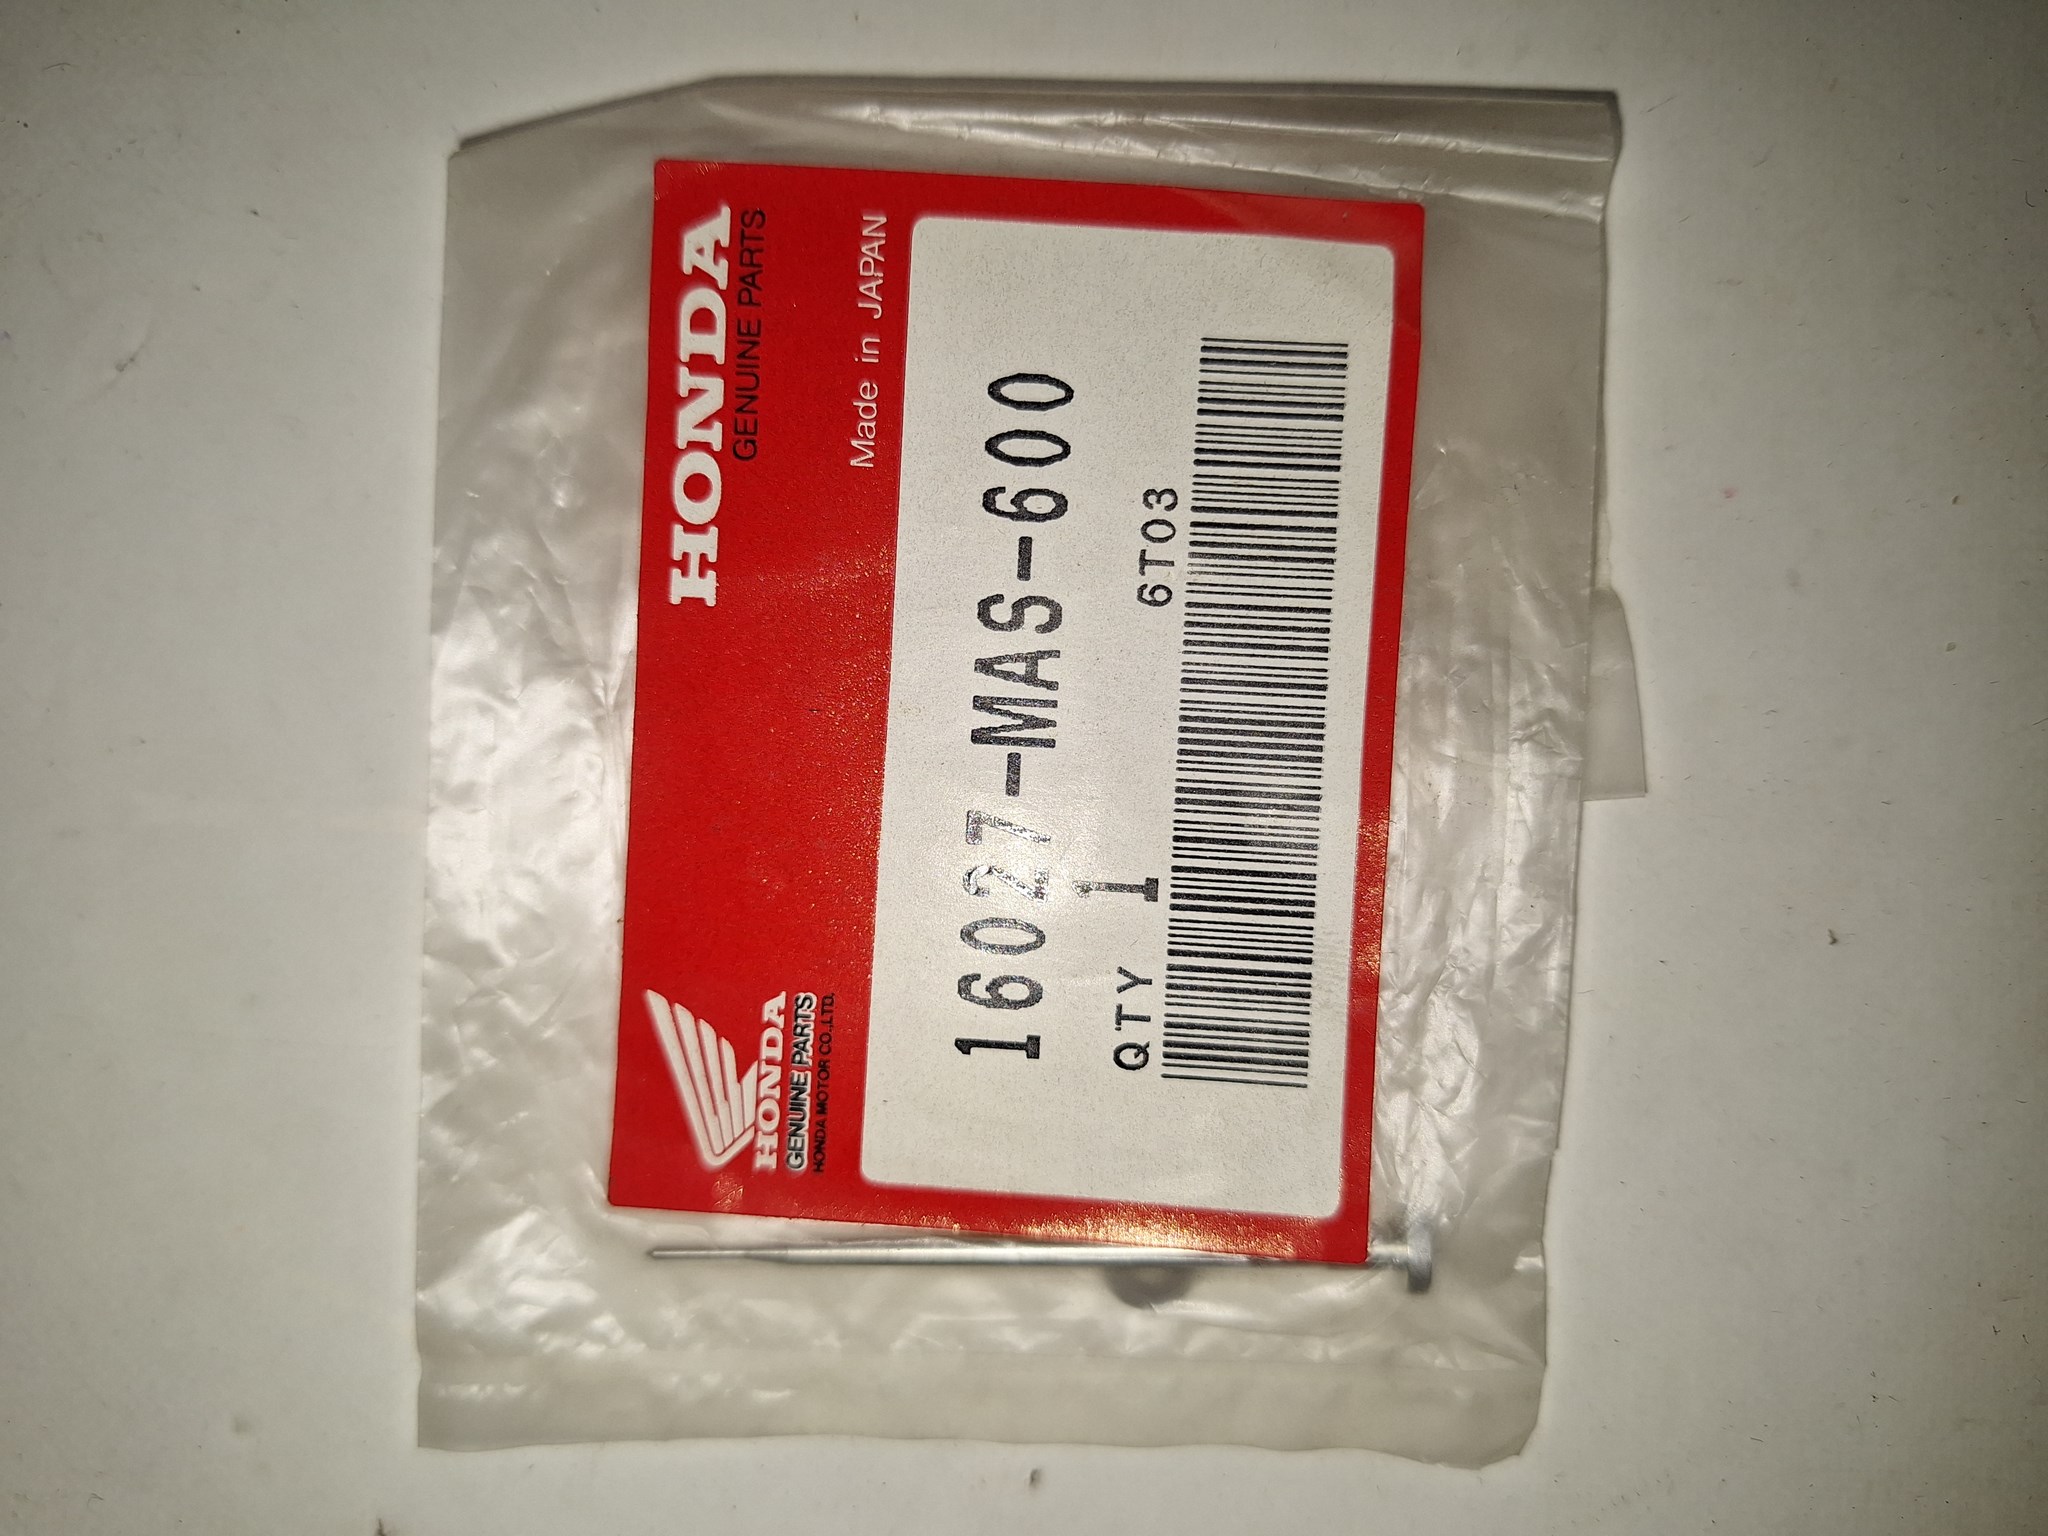 HONDA
GENUINE PARTS
HONDA MOTOR CO.,LTD.
HONDA
GENUINE PARTS
Made in JAPAN
16027-MAS-600
QTY 1
6T03